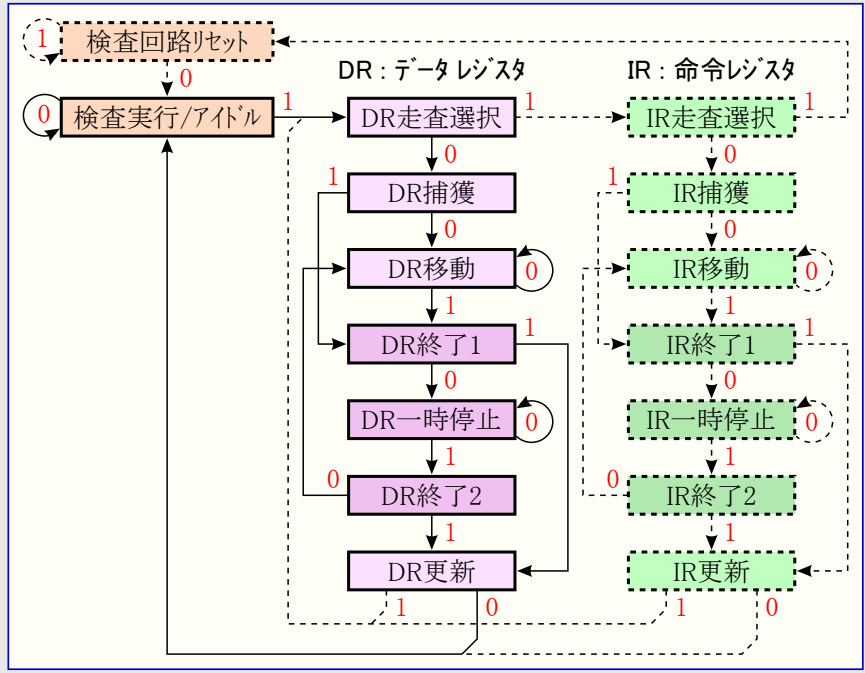 1
検査回路リセット
0
DR : データ レジスタ
IR : 命令レジスタ
0
検査実行/アイドル
1
DR走査選択
1
IR走査選択
1
0
0
1
DR捕獲
1
IR捕獲
0
0
DR移動
0
IR移動
0
1
1
DR終了1
1
IR終了1
1
0
0
DR一時停止
0
IR一時停止
0
1
1
0
DR終了2
0
IR終了2
1
1
DR更新
IR更新
1
0
1
0